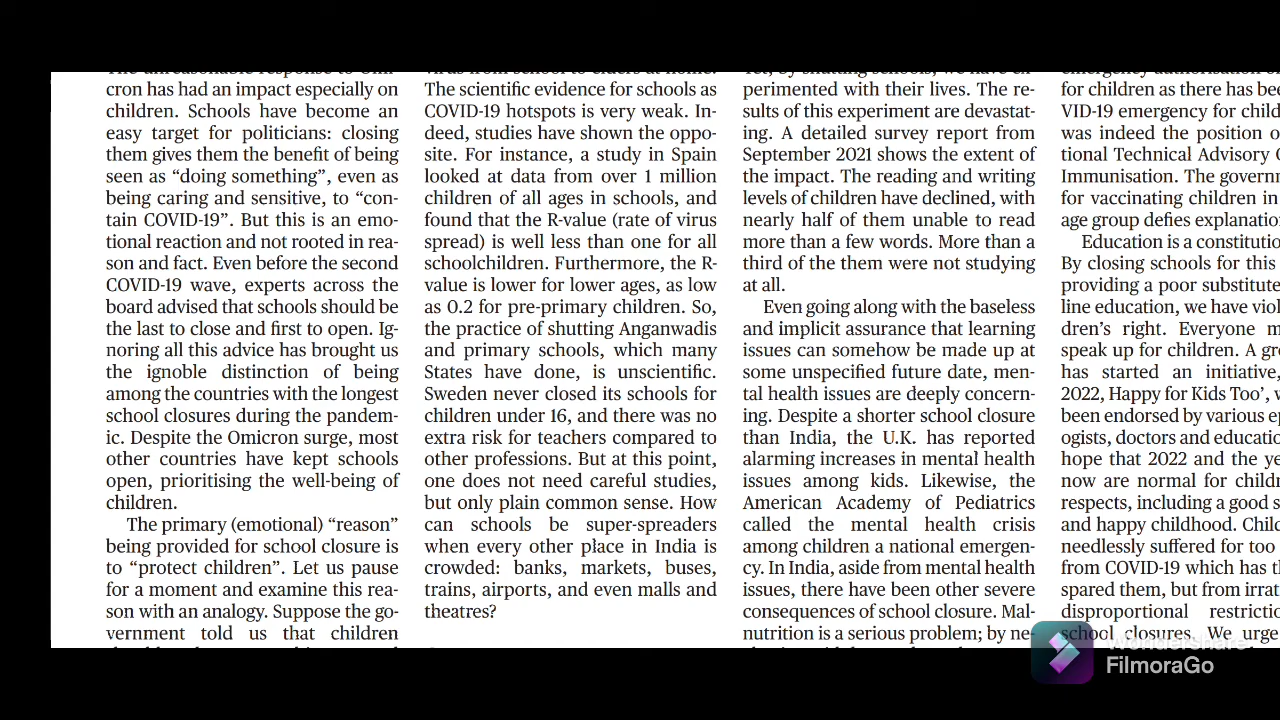 cron has had an impact especially on
children. Schools have become an
easy target for politicians: closing
them gives them the benefit of being
seen as “doing something”, even as
being caring and sensitive, to “con-
tain COVID-19”. But this is an emo-
tional reaction and not rooted in rea-
son and fact. Even before the second
COVID-19 wave, experts across the
board advised that schools should be
the last to close and first to open. Ig-
noring all this advice has brought us
the ignoble distinction of being
among the countries with the longest
school closures during the pandem-
ic. Despite the Omicron surge, most
other countries have kept schools
open, prioritising the well-being of
children.
The primary (emotional) “reason”
being provided for school closure is
to “protect children”. Let us pause
for a moment and examine this rea-
son with an analogy. Suppose the go-
vernment told us that children
The scientific evidence for schools as
COVID-19 hotspots is very weak. In-
deed, studies have shown the oppo-
site. For instance, a study in Spain
looked at data from over 1 million
children of all ages in schools, and
found that the R-value (rate of virus
spread) is well less than one for all
schoolchildren. Furthermore, the R-
value is lower for lower ages, as low
as 0.2 for pre-primary children. So,
the practice of shutting Anganwadis
and primary schools, which many
States have done, is unscientific.
Sweden never closed its schools for
children under 16, and there was no
extra risk for teachers compared to
other professions. But at this point,
one does not need careful studies,
but only plain common sense. How
can schools be super-spreaders
when every other place in India is
crowded: banks, markets, buses,
trains, airports, and even malls and
theatres?
perimented with their lives. The re-
sults of this experiment are devastat-
ing. A detailed survey report from
September 2021 shows the extent of
the impact. The reading and writing
levels of children have declined, with
nearly half of them unable to read
more than a few words. More than a
third of the them were not studying
at all.
Even going along with the baseless
and implicit assurance that learning
issues can somehow be made up at
some unspecified future date, men-
tal health issues are deeply concern-
ing. Despite a shorter school closure
than India, the U.K. has reported
alarming increases in mental health
issues among kids. Likewise, the
American Academy of Pediatrics
called the mental health crisis
among children a national emergen-
cy. In India, aside from mental health
issues, there have been other severe
consequences of school closure. Mal-
nutrition is a serious problem; by ne-
for children as there has bee
VID-19 emergency for child
was indeed the position o
tional Technical Advisory
Immunisation. The governm
for vaccinating children in
age group defies explanatio
Education is a constitutio
By closing schools for this
providing a poor substitute
line education, we have viol
dren’s right. Everyone m
speak up for children. A gr
has started an initiative,
2022, Happy for Kids Too’,
been endorsed by various ep
ogists, doctors and educatio
hope that 2022 and the ye
now are normal for childr
respects, including a good s
and happy childhood. Child
needlessly suffered for too
from COVID-19 which has th
spared them, but from irrat
disproportional restrictio
school closures. We urge
Wondershare
FilmoraGo